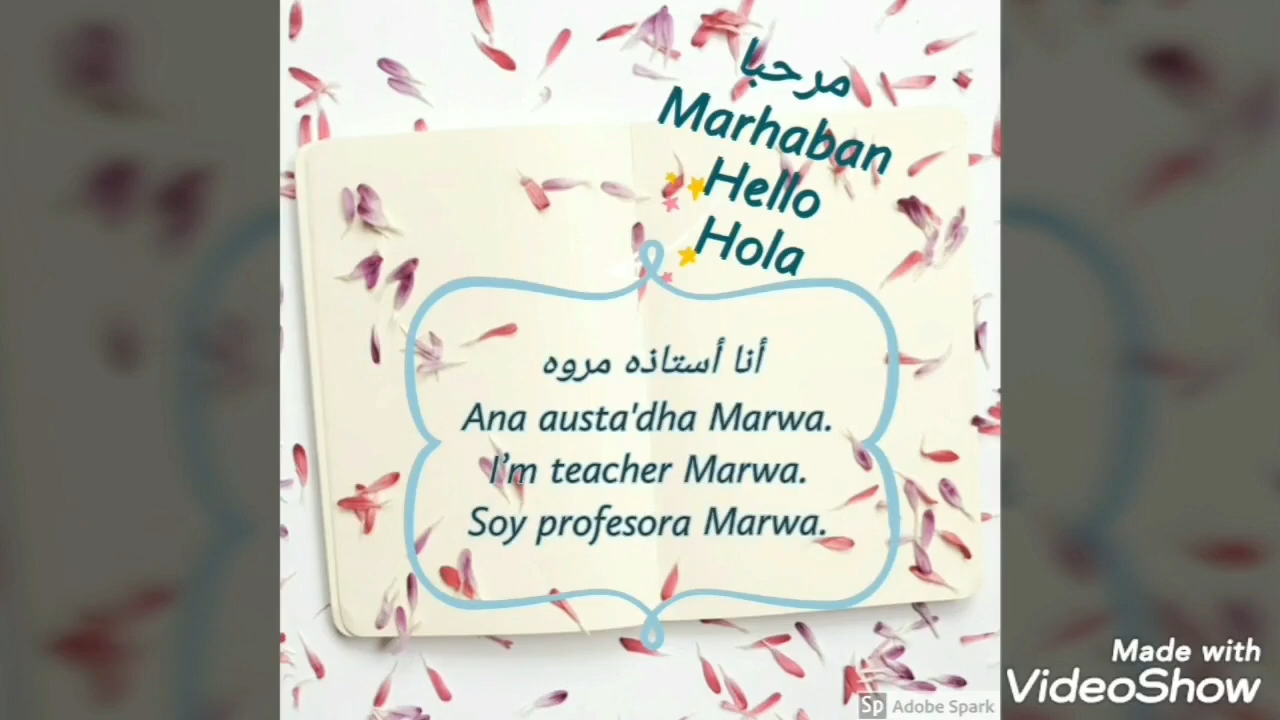 مرحبا
Marhaban
Hello
Hola
أنا أستاذه مروه
Ana austa'dha Marwa.
I'm teacher Marwa.
Soy profesora Marwa.
Made with
VideoShow
Sp Adobe Spark